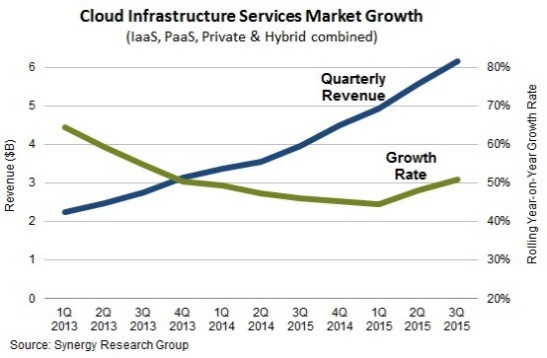 Cloud Infrastructure Services Market Growth
(IaaS, PaaS, Private & Hybrid combined)
Revenue ($B)
6
5
4
3
2
1
0
Quarterly
Revenue
Growth
Rate
80%
70%
60%
50%
40%
30%
20%
Rolling Year-on-Year Growth Rate
1Q 2Q 3Q 4Q 1Q 2Q 3Q 4Q 1Q 2Q 3Q
2013 2013 2013 2013 2014 2014 2014 2014 2015 2015 2015
Source: Synergy Research Group